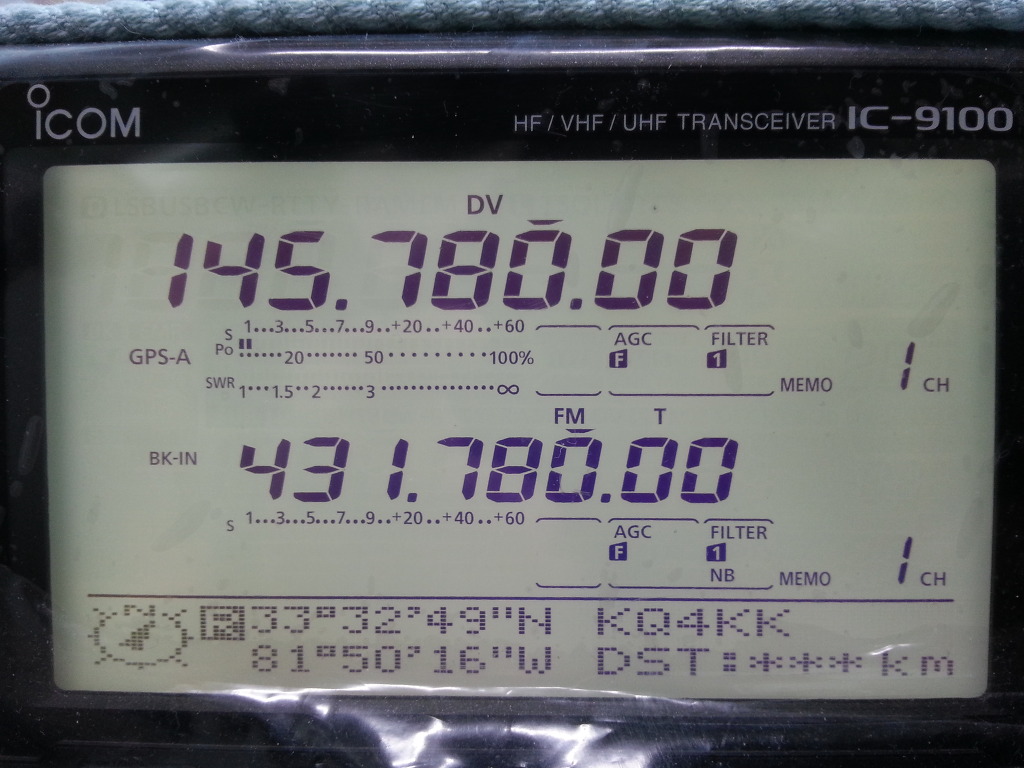 iCOM
HF / VHF / UHF TRANSCEIVER IC-9100
DV
145.780.00
S 1...3...5...7...9..+20..+40..+60
AGC FILTER
GPS-A
Po 20 50 100%
F 1
1 CH
SWR 1 1.5 2 3 ∞
MEMO
FM T
BK-IN
431.780.00
S 1...3...5...7...9..+20..+40..+60
AGC FILTER
F 1
NB MEMO 1 CH
33°32'49"N KQ4KK
81°50'16"W DST:*** km